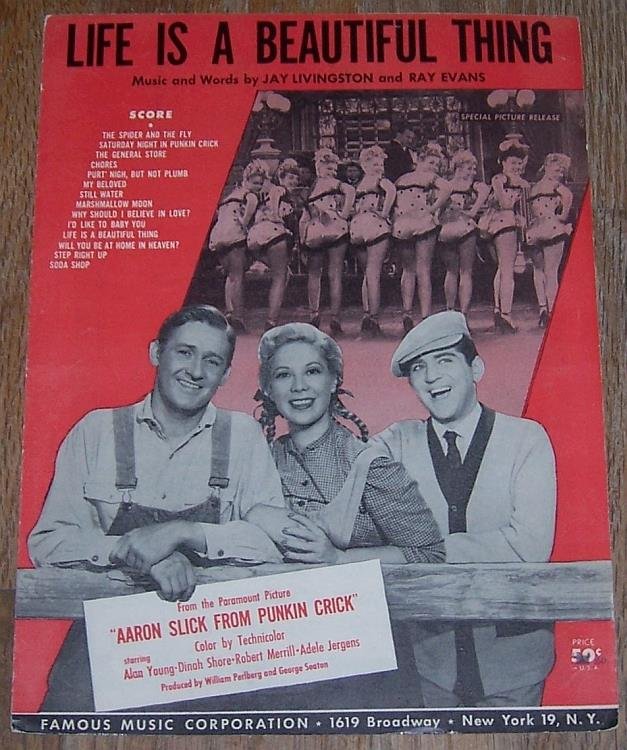 LIFE IS A BEAUTIFUL THING
Music and Words by JAY LIVINGSTON and RAY EVANS
SPECIAL PICTURE RELEASE
SCORE
THE SPIDER AND THE FLY
SATURDAY NIGHT IN PUNKIN CRICK
THE GENERAL STORE
CHORES
PURT' NIGH, BUT NOT PLUMB
MY BELOVED
STILL WATER
MARSHMALLOW MOON
WHY SHOULD I BELIEVE IN LOVE?
I'D LIKE TO BABY YOU
LIFE IS A BEAUTIFUL THING
WILL YOU BE AT HOME IN HEAVEN?
STEP RIGHT UP
SODA SHOP
From the Paramount Picture
"AARON SLICK FROM PUNKIN CRICK"
Color by Technicolor
starring
Alan Young-Dinah Shore-Robert Merrill-Adele Jergens
Produced by William Perlberg and George Seaton
PRICE
50¢
IN U.S.A.
FAMOUS MUSIC CORPORATION • 1619 Broadway • New York 19, N.Y.